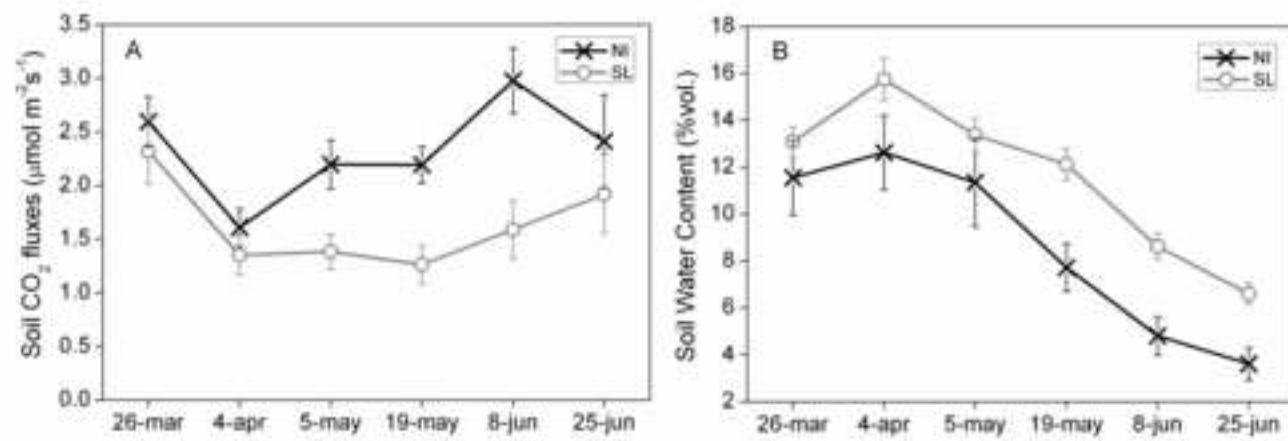 Soil CO₂ fluxes (μmol m⁻²s⁻¹)
3.5
3.0
2.5
2.0
1.5
1.0
0.5
0.0
A
NI
SL
26-mar 4-apr 5-may 19-may 8-jun 25-jun
Soil Water Content (%vol.)
18
16
14
12
10
8
6
4
2
B
NI
SL
26-mar 4-apr 5-may 19-may 8-jun 25-jun